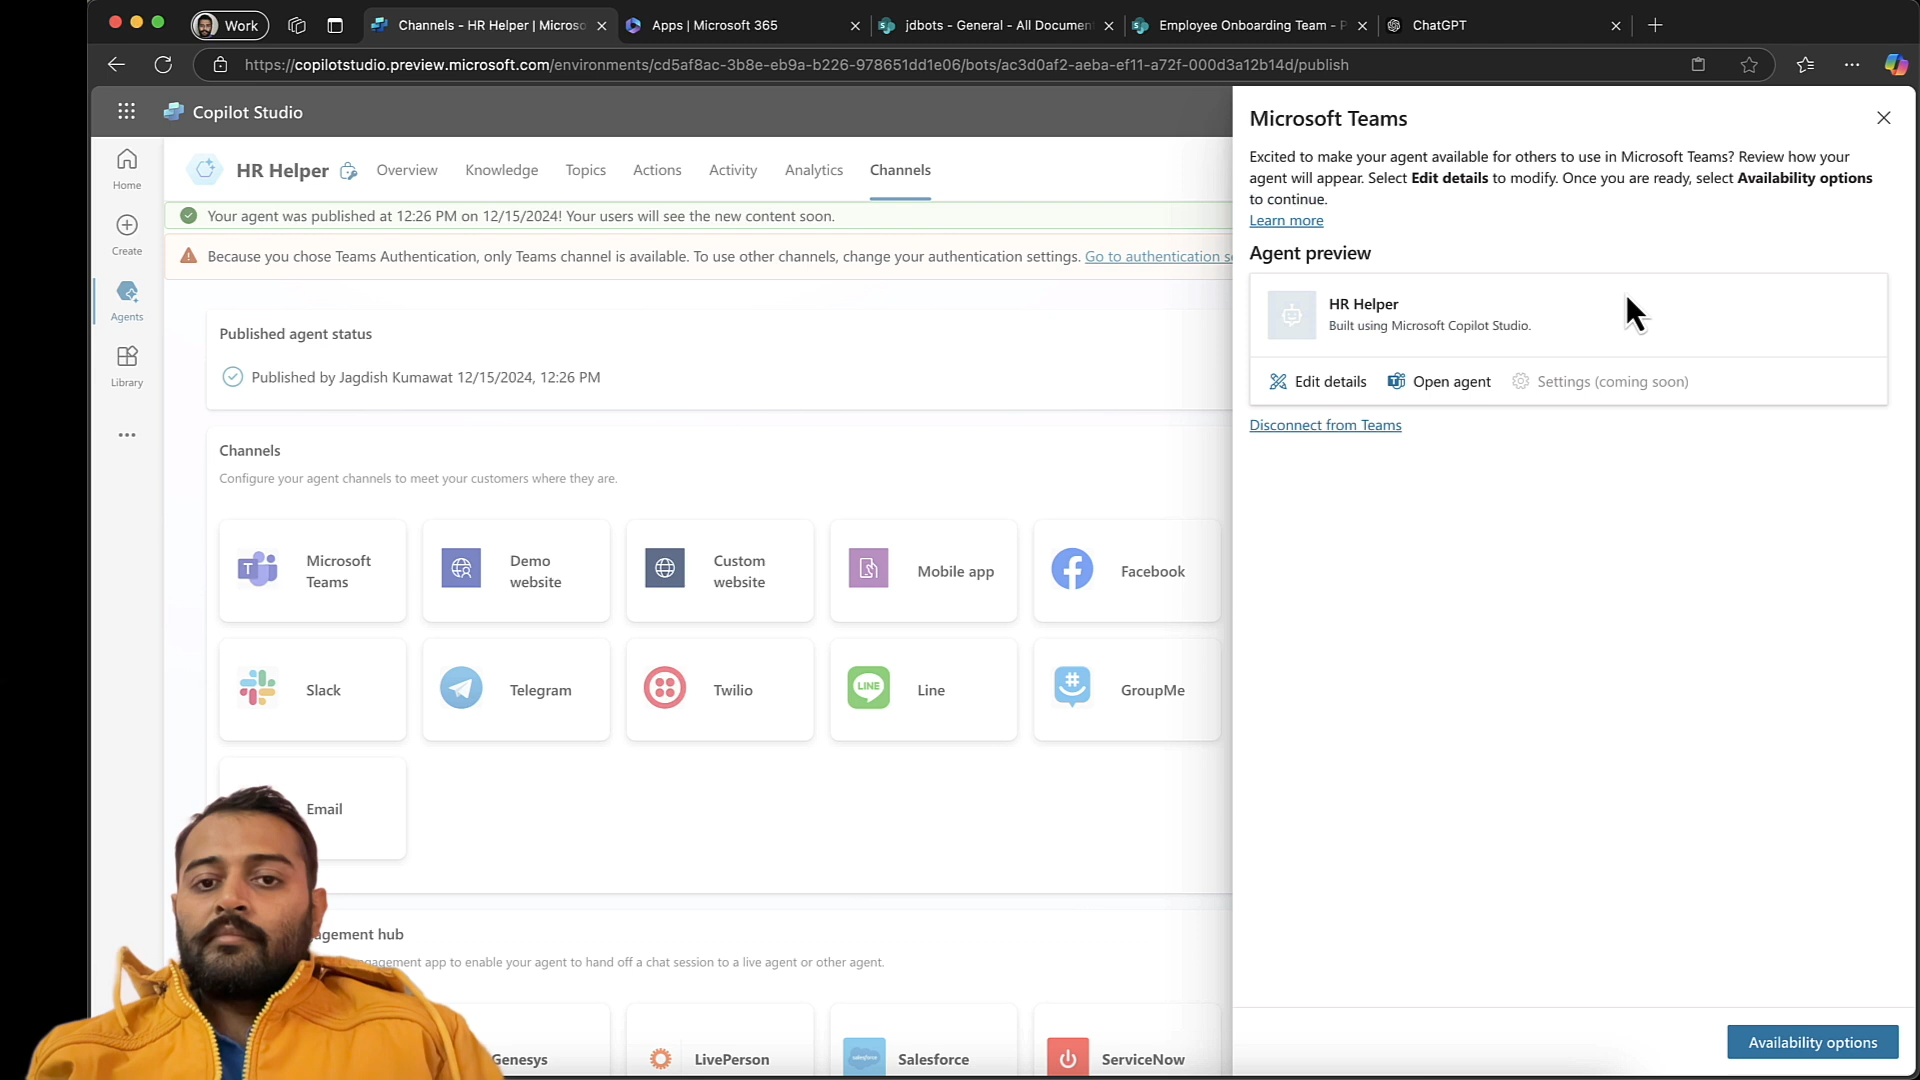 Work
Channels - HR Helper | Microso
Apps | Microsoft 365
jdbots - General - All Documen
Employee Onboarding Team - P
ChatGPT
https://copilotstudio.preview.microsoft.com/environments/cd5af8ac-3b8e-eb9a-b226-978651dd1e06/bots/ac3d0af2-aeba-ef11-a72f-000d3a12b14d/publish
Copilot Studio
Home
Create
Agents
Library
HR Helper
Overview
Knowledge
Topics
Actions
Activity
Analytics
Channels
Your agent was published at 12:26 PM on 12/15/2024! Your users will see the new content soon.
Because you chose Teams Authentication, only Teams channel is available. To use other channels, change your authentication settings. Go to authentication s
Published agent status
Published by Jagdish Kumawat 12/15/2024, 12:26 PM
Channels
Configure your agent channels to meet your customers where they are.
T
Microsoft
Teams
Demo
website
Custom
website
Mobile app
Facebook
Slack
Telegram
Twilio
LINE
Line
GroupMe
Email
agement hub
ngagement app to enable your agent to hand off a chat session to a live agent or other agent.
Genesys
LivePerson
salesforce
Salesforce
ServiceNow
Microsoft Teams
Excited to make your agent available for others to use in Microsoft Teams? Review how your
agent will appear. Select Edit details to modify. Once you are ready, select Availability options
to continue.
Learn more
Agent preview
HR Helper
Built using Microsoft Copilot Studio.
Edit details
Open agent
Settings (coming soon)
Disconnect from Teams
Availability options